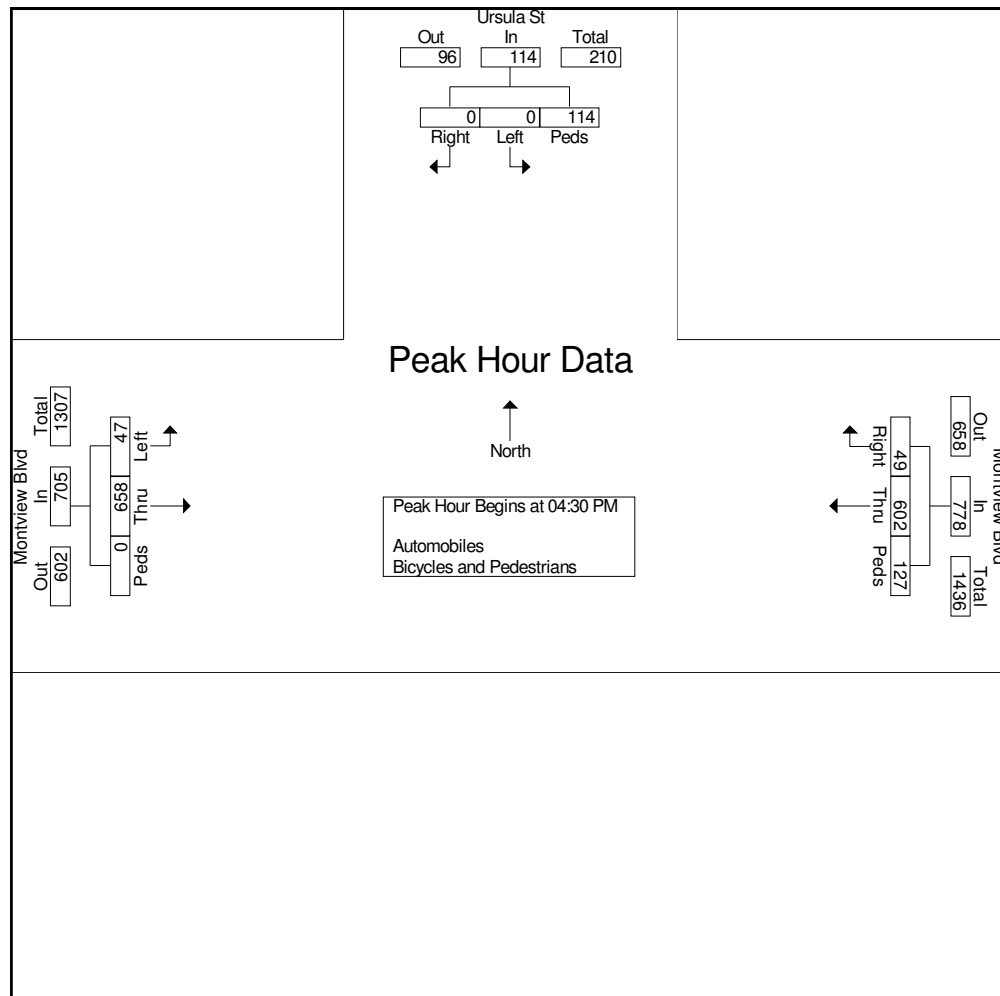 Ursula St
Out In Total
96 114 210
0 0 114
Right Left Peds
Peak Hour Data
North
Peak Hour Begins at 04:30 PM
Automobiles
Bicycles and Pedestrians
Montview Blvd
Total In Out
1307 705 602
47 658 0
Left Thru Peds
Montview Blvd
Out In Total
658 778 1436
49 602 127
Right Thru Peds